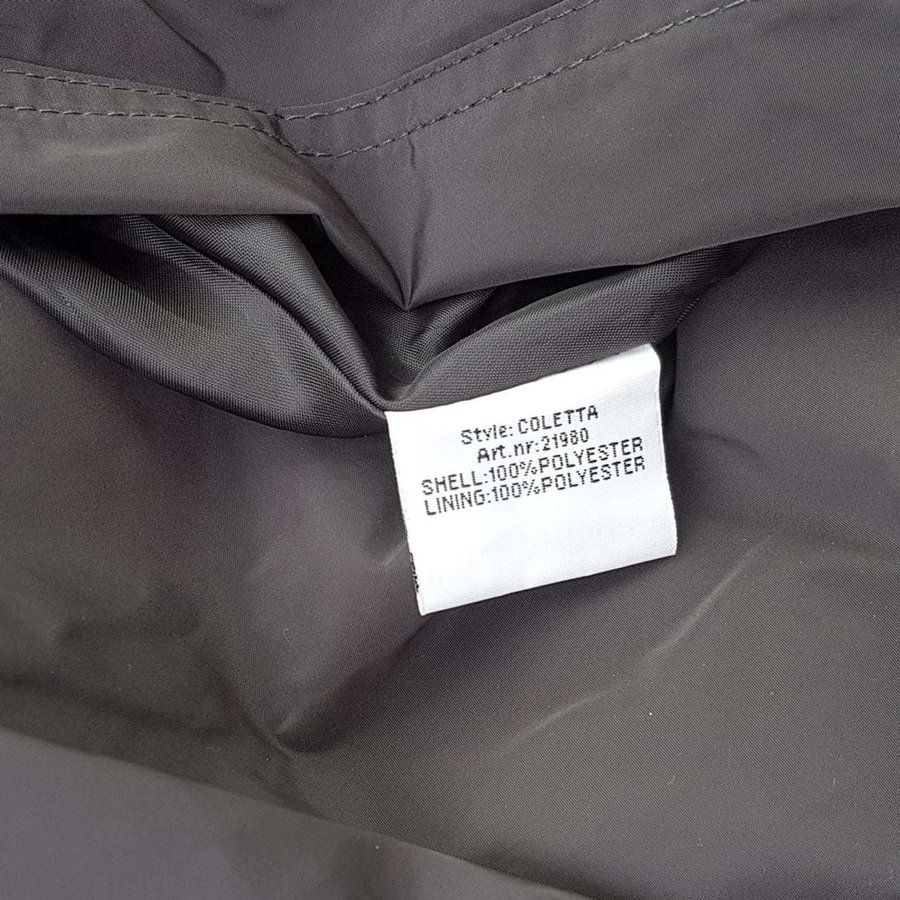 Style: COLETTA
Art.nr:21980
SHELL:100%POLYESTER
LINING:100%POLYESTER